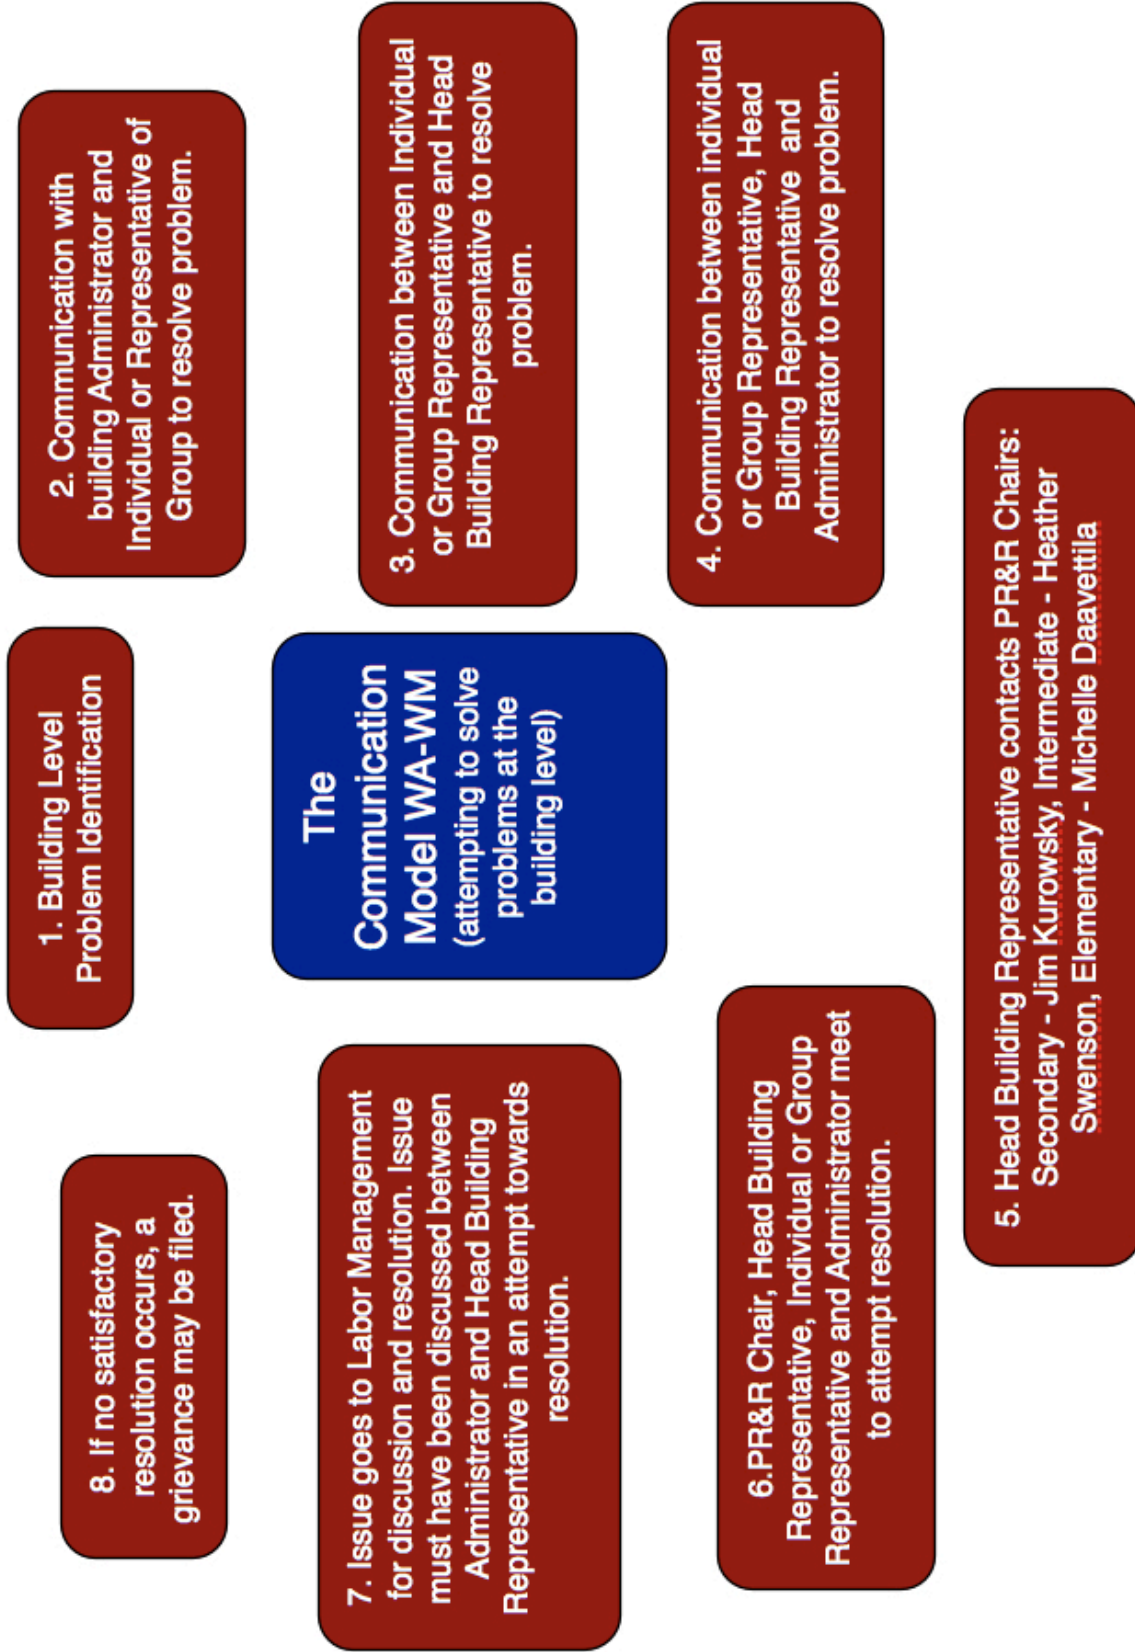 1. Building Level
Problem Identification
2. Communication with
building Administrator and
Individual or Representative of
Group to resolve problem.
3. Communication between Individual
or Group Representative and Head
Building Representative to resolve
problem.
4. Communication between individual
or Group Representative, Head
Building Representative  and
Administrator to resolve problem.
5. Head Building Representative contacts PR&R Chairs:
Secondary - Jim Kurowsky, Intermediate - Heather
Swenson, Elementary - Michelle Daavettila
6.PR&R Chair, Head Building
Representative, Individual or Group
Representative and Administrator meet
to attempt resolution.
7. Issue goes to Labor Management
for discussion and resolution. Issue
must have been discussed between
Administrator and Head Building
Representative in an attempt towards
resolution.
8. If no satisfactory
resolution occurs, a
grievance may be filed.
The
Communication
Model WA-WM
(attempting to solve
problems at the
building level)